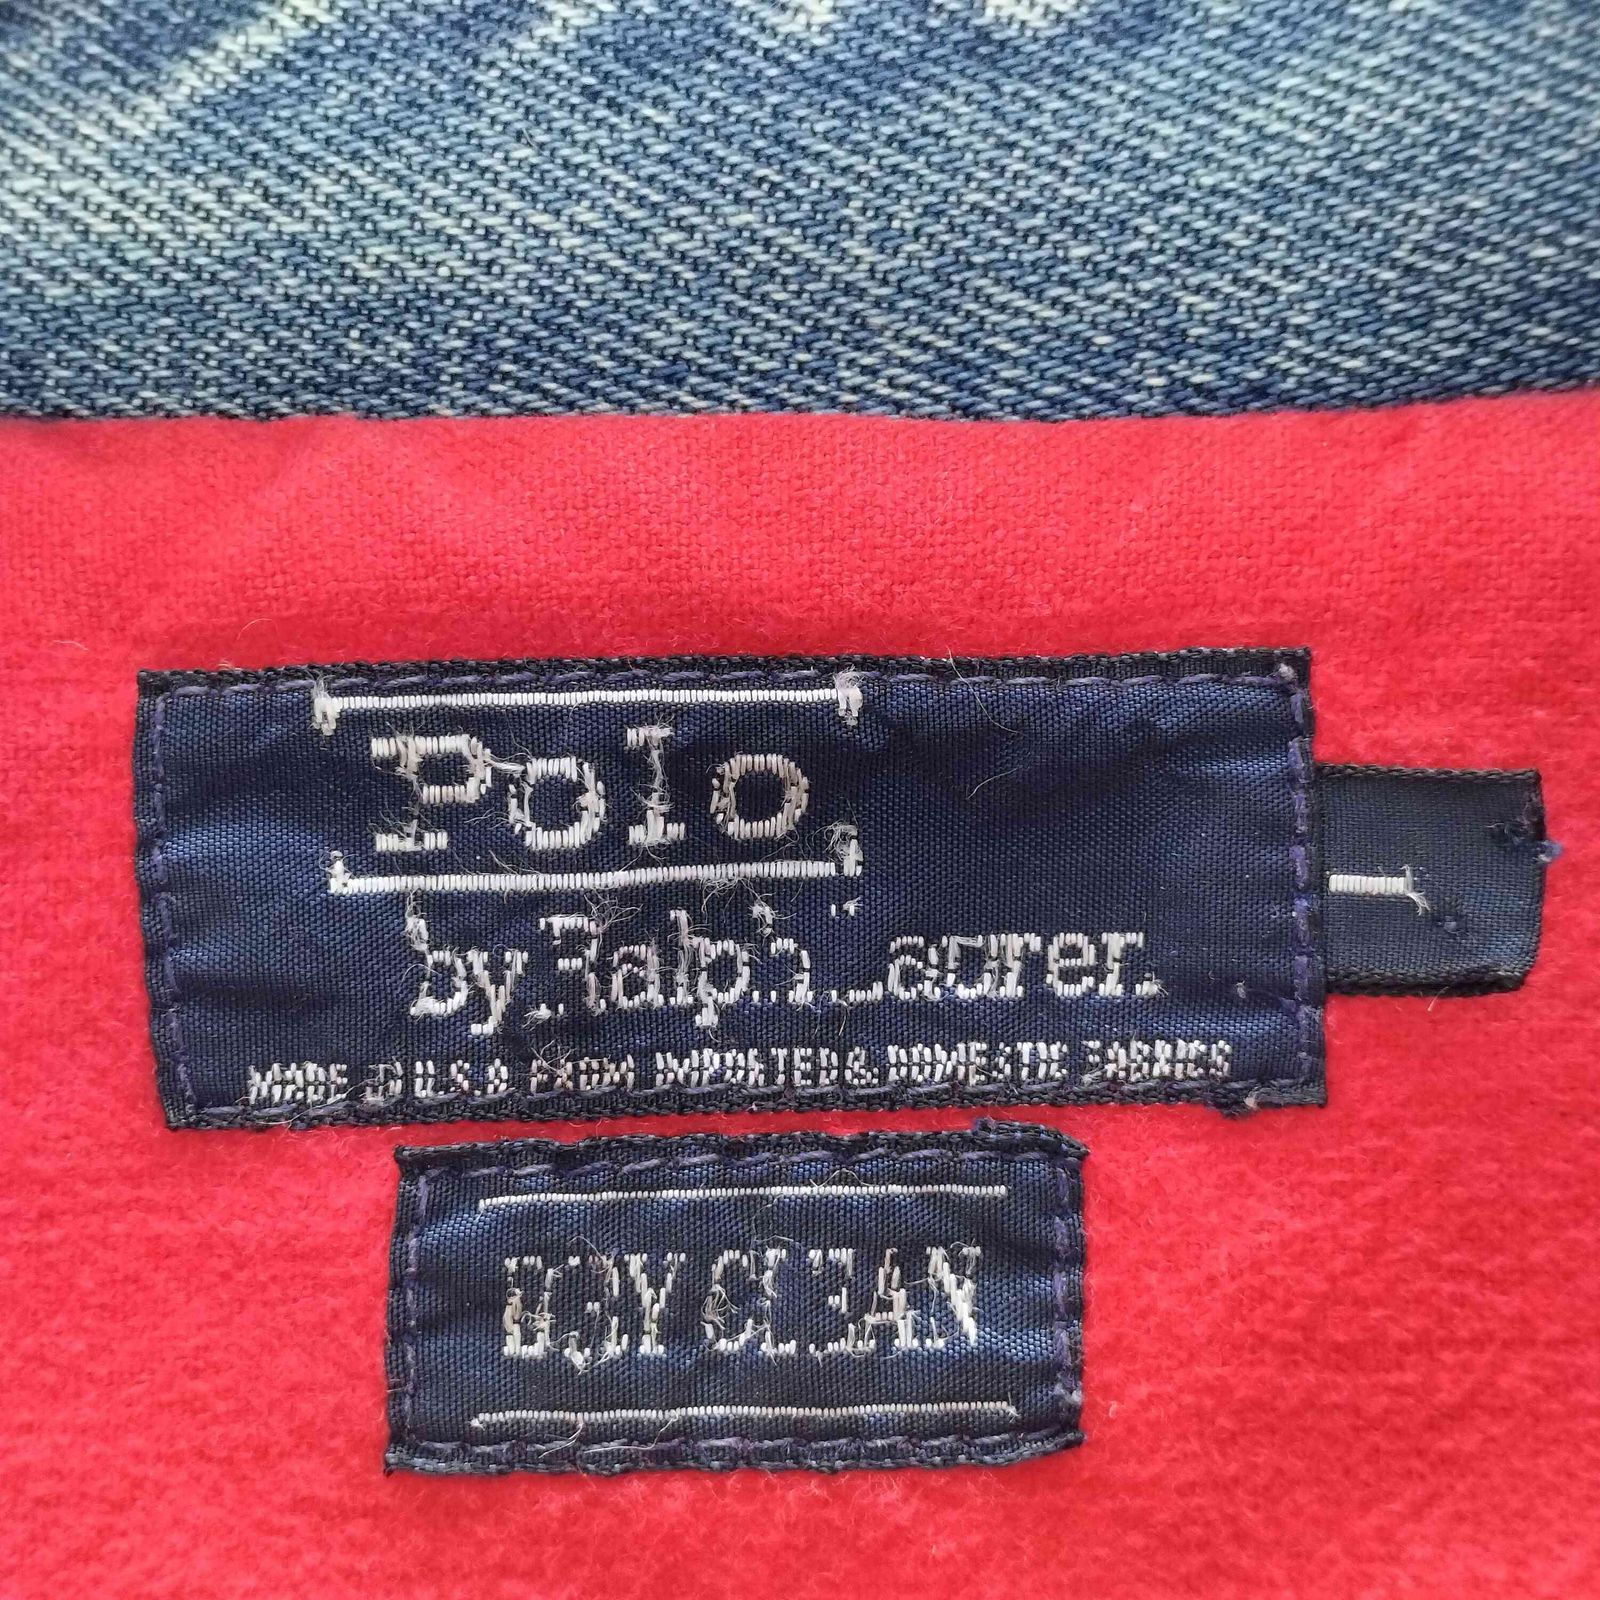 Polo
by Ralph Lauren
MADE IN U.S.A FROM IMPORTED & DOMESTIC FABRICS
DRY CLEAN